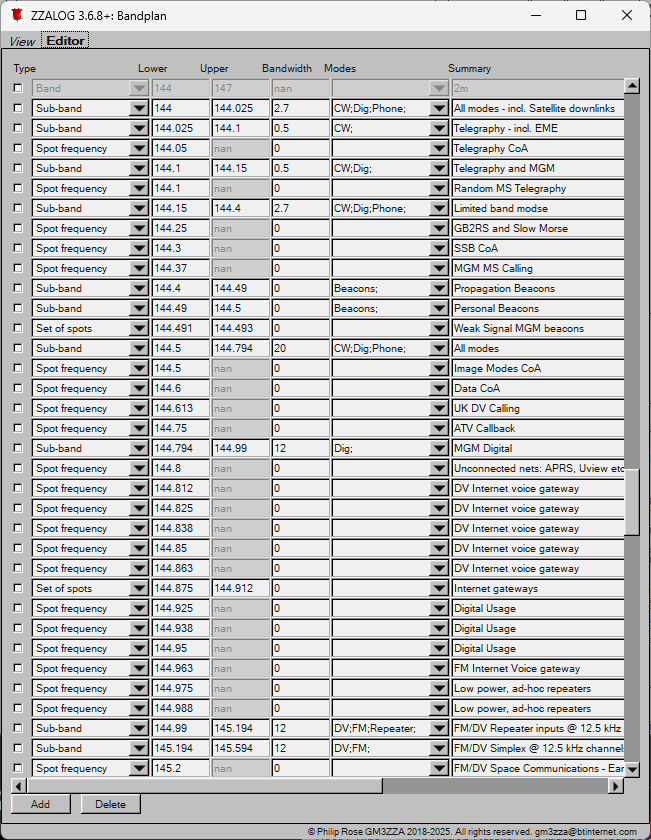 ZZALOG 3.6.8+: Bandplan
View Editor
Type Lower Upper Bandwidth Modes Summary
Band 144 147 nan 2m
Sub-band 144 144.025 2.7 CW;Dig;Phone; All modes - incl. Satellite downlinks
Sub-band 144.025 144.1 0.5 CW; Telegraphy - incl. EME
Spot frequency 144.05 nan 0 Telegraphy CoA
Sub-band 144.1 144.15 0.5 CW;Dig; Telegraphy and MGM
Spot frequency 144.1 nan 0 Random MS Telegraphy
Sub-band 144.15 144.4 2.7 CW;Dig;Phone; Limited band modse
Spot frequency 144.25 nan 0 GB2RS and Slow Morse
Spot frequency 144.3 nan 0 SSB CoA
Spot frequency 144.37 nan 0 MGM MS Calling
Sub-band 144.4 144.49 0 Beacons; Propagation Beacons
Sub-band 144.49 144.5 0 Beacons; Personal Beacons
Set of spots 144.491 144.493 0 Weak Signal MGM beacons
Sub-band 144.5 144.794 20 CW;Dig;Phone; All modes
Spot frequency 144.5 nan 0 Image Modes CoA
Spot frequency 144.6 nan 0 Data CoA
Spot frequency 144.613 nan 0 UK DV Calling
Spot frequency 144.75 nan 0 ATV Callback
Sub-band 144.794 144.99 12 Dig; MGM Digital
Spot frequency 144.8 nan 0 Unconnected nets: APRS, Uiview etc
Spot frequency 144.812 nan 0 DV Internet voice gateway
Spot frequency 144.825 nan 0 DV Internet voice gateway
Spot frequency 144.838 nan 0 DV Internet voice gateway
Spot frequency 144.85 nan 0 DV Internet voice gateway
Spot frequency 144.863 nan 0 DV Internet voice gateway
Set of spots 144.875 144.912 0 Internet gateways
Spot frequency 144.925 nan 0 Digital Usage
Spot frequency 144.938 nan 0 Digital Usage
Spot frequency 144.95 nan 0 Digital Usage
Spot frequency 144.963 nan 0 FM Internet Voice gateway
Spot frequency 144.975 nan 0 Low power, ad-hoc repeaters
Spot frequency 144.988 nan 0 Low power, ad-hoc repeaters
Sub-band 144.99 145.194 12 DV;FM;Repeater; FM/DV Repeater inputs @ 12.5 kHz
Sub-band 145.194 145.594 12 DV;FM; FM/DV Simplex @ 12.5 kHz channels
Spot frequency 145.2 nan 0 FM/DV Space Communications - Ear
Add Delete
© Philip Rose GM3ZZA 2018-2025. All rights reserved. gm3zza@btinternet.com